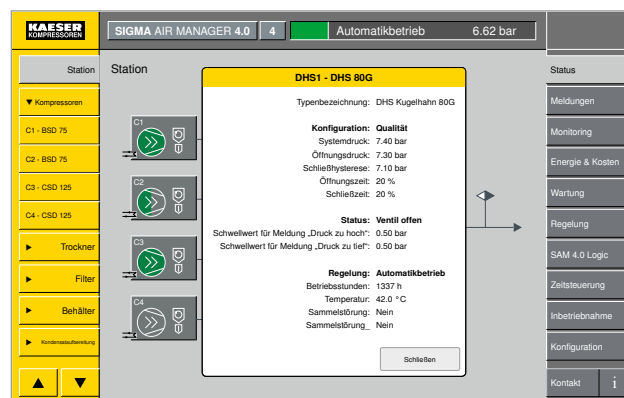 KAESER
KOMPRESSOREN
SIGMA AIR MANAGER 4.0
4
Automatikbetrieb
6.62 bar
Station
▼ Kompressoren
C1 - BSD 75
C2 - BSD 75
C3 - CSD 125
C4 - CSD 125
► Trockner
► Filter
► Behälter
► Kondensataufbereitung
▲ ▼
Station
C1
C2
C3
C4
DHS1 - DHS 80G
Typenbezeichnung: DHS Kugelhahn 80G
Konfiguration: Qualität
Systemdruck: 7.40 bar
Öffnungsdruck: 7.30 bar
Schließhysterese: 7.10 bar
Öffnungszeit: 20 %
Schließzeit: 20 %
Status: Ventil offen
Schwellwert für Meldung „Druck zu hoch“: 0.50 bar
Schwellwert für Meldung „Druck zu tief“: 0.50 bar
Regelung: Automatikbetrieb
Betriebsstunden: 1337 h
Temperatur: 42.0 °C
Sammelstörung: Nein
Sammelstörung_ Nein
Schließen
Status
Meldungen
Monitoring
Energie & Kosten
Wartung
Regelung
SAM 4.0 Logic
Zeitsteuerung
Inbetriebnahme
Konfiguration
Kontakt i